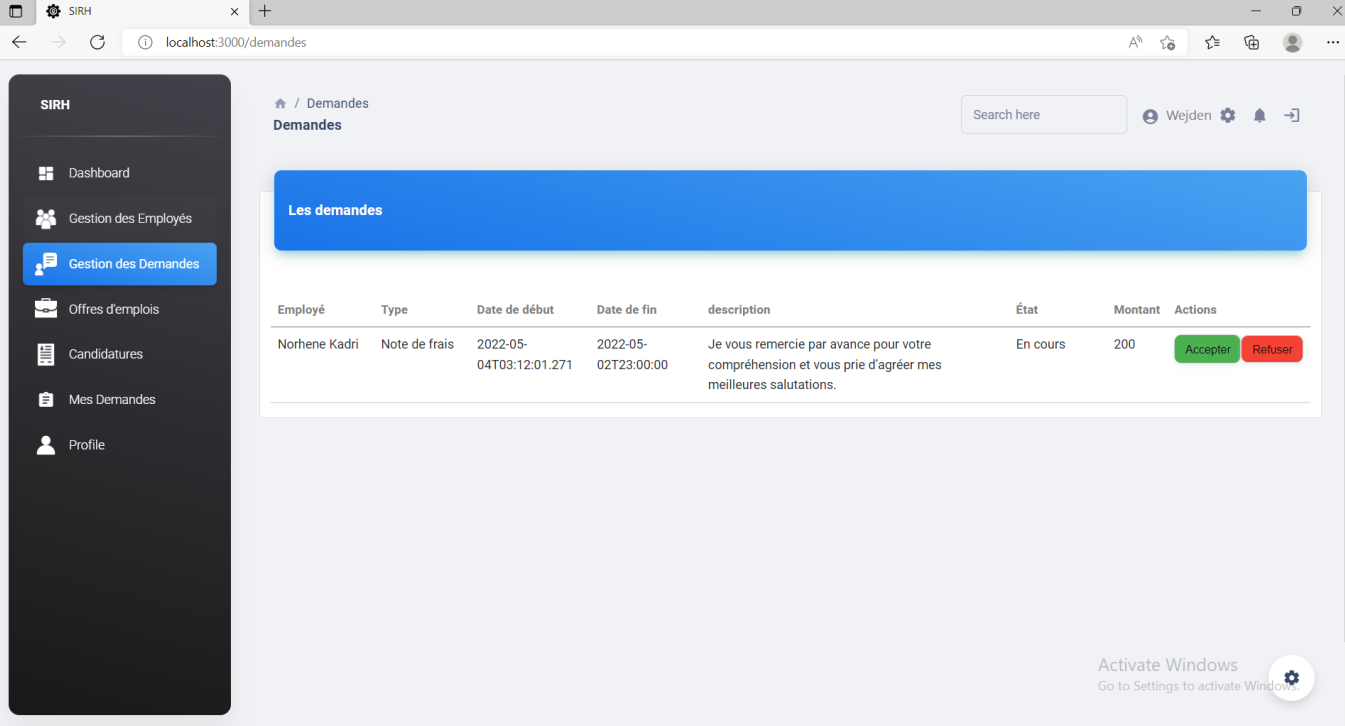 SIRH
localhost:3000/demandes
SIRH
Dashboard
Gestion des Employés
Gestion des Demandes
Offres d'emplois
Candidatures
Mes Demandes
Profile
/ Demandes
Demandes
Search here
Wejden
Les demandes
Employé Type Date de début Date de fin description État Montant Actions
Norhene Kadri Note de frais 2022-05- 2022-05- Je vous remercie par avance pour votre En cours 200 Accepter Refuser
04T03:12:01.271 02T23:00:00 compréhension et vous prie d'agréer mes
meilleures salutations.
Activate Windows
Go to Settings to activate Windows.